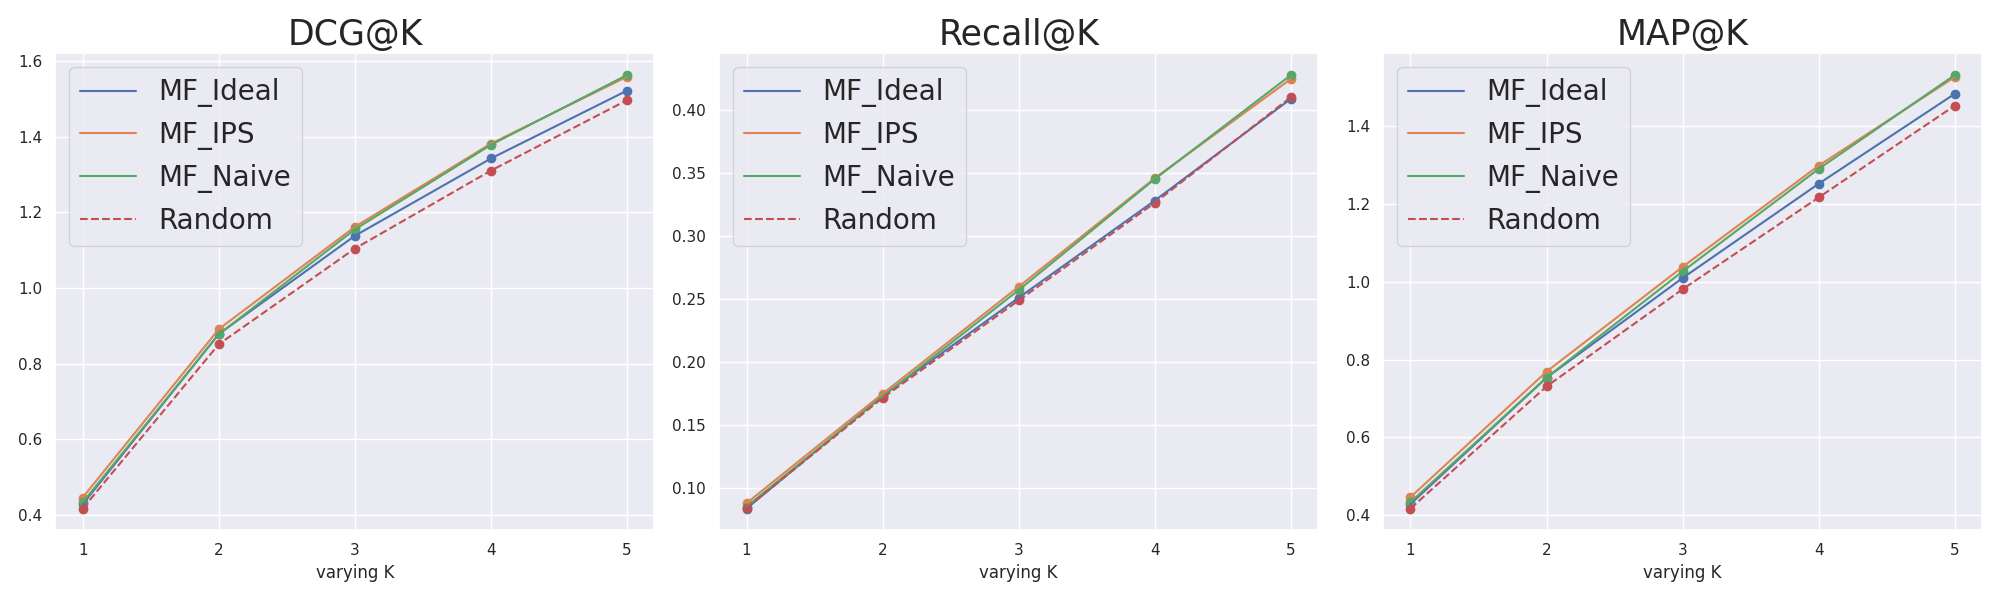 DCG@K
1.6
1.4
1.2
1.0
0.8
0.6
0.4
MF_Ideal
MF_IPS
MF_Naive
Random
1 2 3 4 5
varying K
Recall@K
0.40
0.35
0.30
0.25
0.20
0.15
0.10
MF_Ideal
MF_IPS
MF_Naive
Random
1 2 3 4 5
varying K
MAP@K
1.4
1.2
1.0
0.8
0.6
0.4
MF_Ideal
MF_IPS
MF_Naive
Random
1 2 3 4 5
varying K